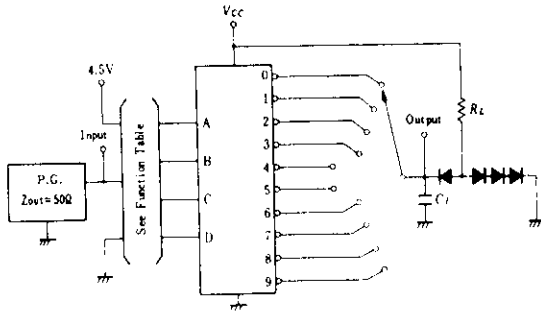 VCC
4.5V
Input
P.G.
Zout=50Ω
See Function Table
A
B
C
D
0
1
2
3
4
5
6
7
8
9
Output
RL